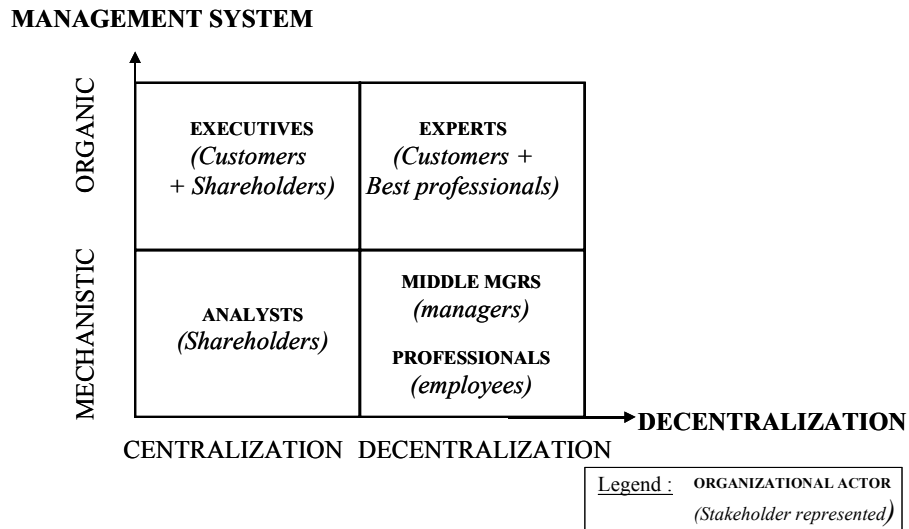 MANAGEMENT SYSTEM
ORGANIC
EXECUTIVES
(Customers
+ Shareholders)
EXPERTS
(Customers +
Best professionals)
MECHANISTIC
ANALYSTS
(Shareholders)
MIDDLE MGRS
(managers)
PROFESSIONALS
(employees)
DECENTRALIZATION
CENTRALIZATION
DECENTRALIZATION
Legend : ORGANIZATIONAL ACTOR
(Stakeholder represented)